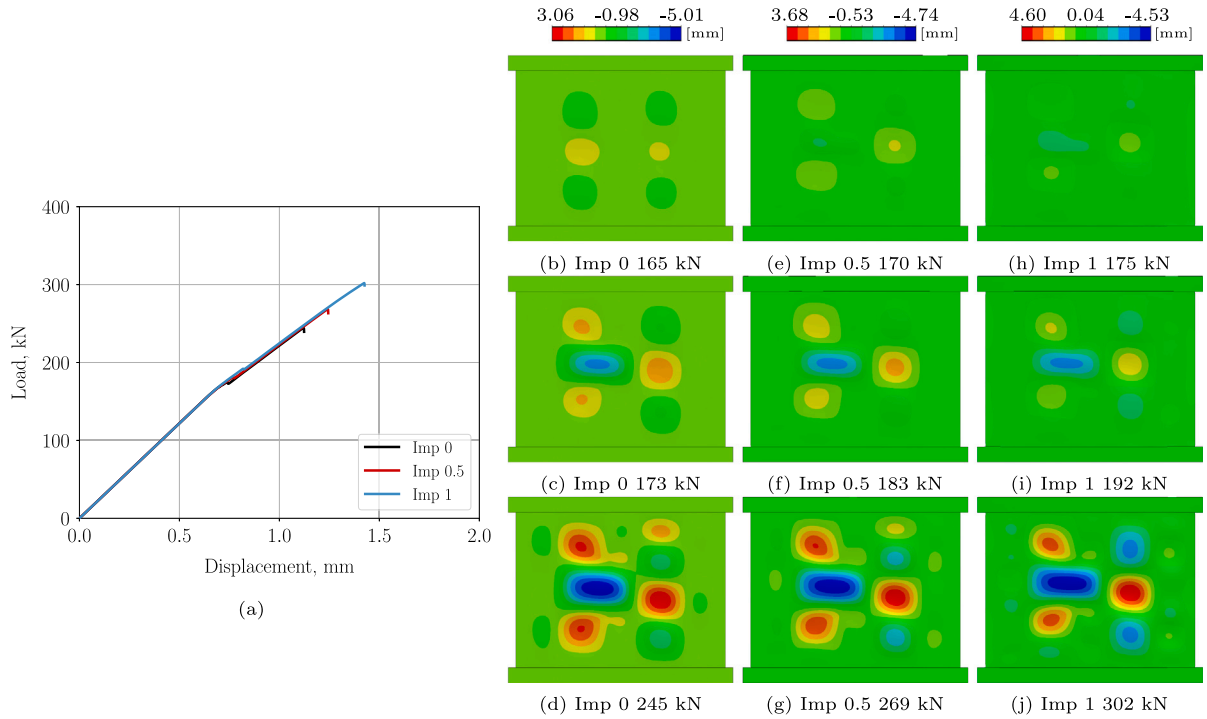 3.06 -0.98 -5.01
[mm]
3.68 -0.53 -4.74
[mm]
4.60 0.04 -4.53
[mm]
400
300
200
100
0
0.0 0.5 1.0 1.5 2.0
Load, kN
Displacement, mm
Imp 0
Imp 0.5
Imp 1
(a)
(b) Imp 0 165 kN
(e) Imp 0.5 170 kN
(h) Imp 1 175 kN
(c) Imp 0 173 kN
(f) Imp 0.5 183 kN
(i) Imp 1 192 kN
(d) Imp 0 245 kN
(g) Imp 0.5 269 kN
(j) Imp 1 302 kN